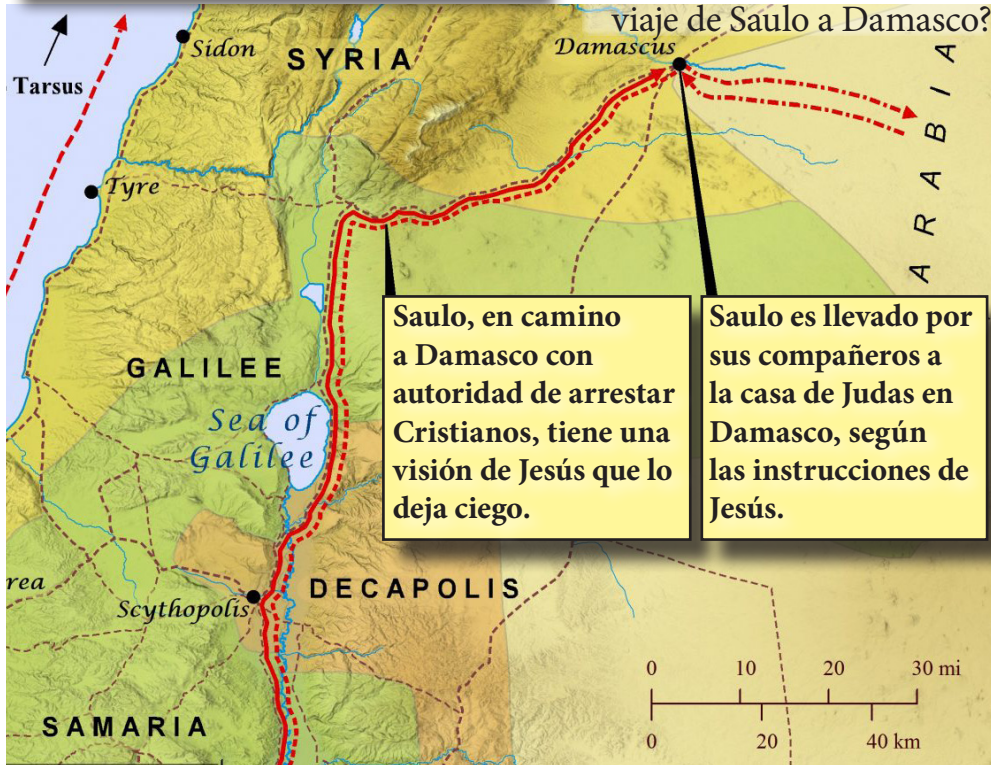 viaje de Saulo a Damasco?
Sidon
SYRIA
Damascus
Tarsus
Tyre
ARABIA
Saulo, en camino
a Damasco con
autoridad de arrestar
Cristianos, tiene una
visión de Jesús que lo
deja ciego.
Saulo es llevado por
sus compañeros a
la casa de Judas en
Damasco, según
las instrucciones de
Jesús.
GALILEE
Sea of
Galilee
DECAPOLIS
rea
Scythopolis
SAMARIA
0 10 20 30 mi
0 20 40 km